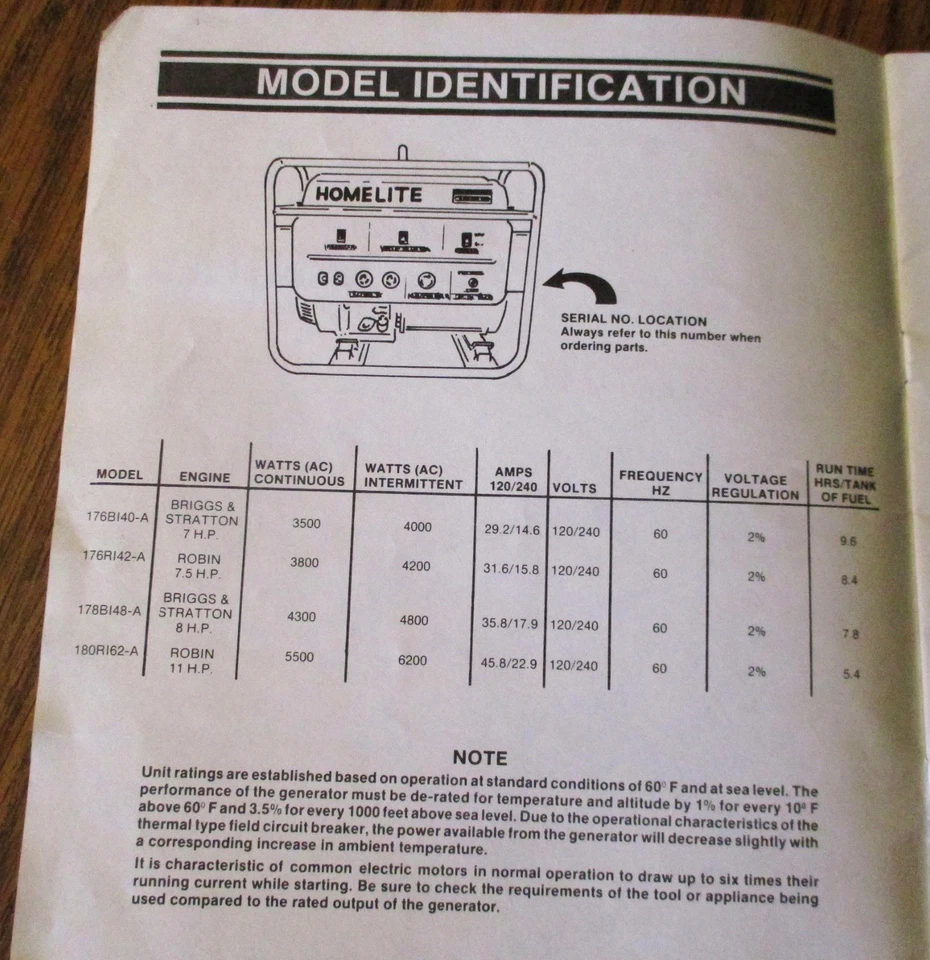 MODEL IDENTIFICATION
HOMELITE
SERIAL NO. LOCATION
Always refer to this number when
ordering parts.
MODEL ENGINE WATTS (AC) CONTINUOUS WATTS (AC) INTERMITTENT AMPS 120/240 VOLTS FREQUENCY HZ VOLTAGE REGULATION RUN TIME HRS/TANK OF FUEL
176BI40-A BRIGGS & STRATTON 7 H.P. 3500 4000 29.2/14.6 120/240 60 2% 9.6
176RI42-A ROBIN 7.5 H.P. 3800 4200 31.6/15.8 120/240 60 2% 8.4
178BI48-A BRIGGS & STRATTON 8 H.P. 4300 4800 35.8/17.9 120/240 60 2% 7.8
180RI62-A ROBIN 11 H.P. 5500 6200 45.8/22.9 120/240 60 2% 5.4
NOTE
Unit ratings are established based on operation at standard conditions of 60° F and at sea level. The
performance of the generator must be de-rated for temperature and altitude by 1% for every 10° F
above 60° F and 3.5% for every 1000 feet above sea level. Due to the operational characteristics of the
thermal type field circuit breaker, the power available from the generator will decrease slightly with
a corresponding increase in ambient temperature.
It is characteristic of common electric motors in normal operation to draw up to six times their
running current while starting. Be sure to check the requirements of the tool or appliance being
used compared to the rated output of the generator.